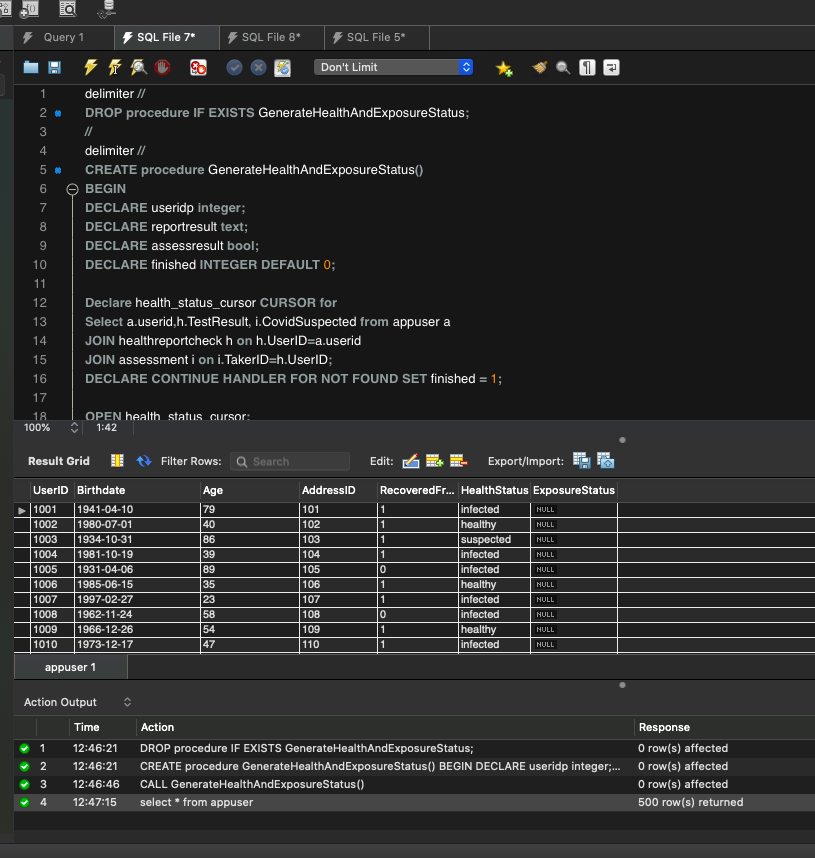 Query 1 SQL File 7* SQL File 8* SQL File 5*
Don't Limit
1 delimiter //
2 DROP procedure IF EXISTS GenerateHealthAndExposureStatus;
3 //
4 delimiter //
5 CREATE procedure GenerateHealthAndExposureStatus()
6 BEGIN
7 DECLARE useridp integer;
8 DECLARE reportresult text;
9 DECLARE assessresult bool;
10 DECLARE finished INTEGER DEFAULT 0;
11
12 Declare health_status_cursor CURSOR for
13 Select a.userid,h.TestResult, i.CovidSuspected from appuser a
14 JOIN healthreportcheck h on h.UserID=a.userid
15 JOIN assessment i on i.TakerID=h.UserID;
16 DECLARE CONTINUE HANDLER FOR NOT FOUND SET finished = 1;
17
18 OPEN health_status_cursor;
100% 1:42
Result Grid Filter Rows: Search Edit: Export/Import:
UserID Birthdate Age AddressID RecoveredFr... HealthStatus ExposureStatus
1001 1941-04-10 79 101 1 infected NULL
1002 1980-07-01 40 102 1 healthy NULL
1003 1934-10-31 86 103 1 suspected NULL
1004 1981-10-19 39 104 1 infected NULL
1005 1931-04-06 89 105 0 infected NULL
1006 1985-06-15 35 106 1 healthy NULL
1007 1997-02-27 23 107 1 infected NULL
1008 1962-11-24 58 108 0 infected NULL
1009 1966-12-26 54 109 1 healthy NULL
1010 1973-12-17 47 110 1 infected NULL
appuser 1
Action Output
Time Action Response
1 12:46:21 DROP procedure IF EXISTS GenerateHealthAndExposureStatus; 0 row(s) affected
2 12:46:21 CREATE procedure GenerateHealthAndExposureStatus() BEGIN DECLARE useridp integer;... 0 row(s) affected
3 12:46:46 CALL GenerateHealthAndExposureStatus() 0 row(s) affected
4 12:47:15 select * from appuser 500 row(s) returned